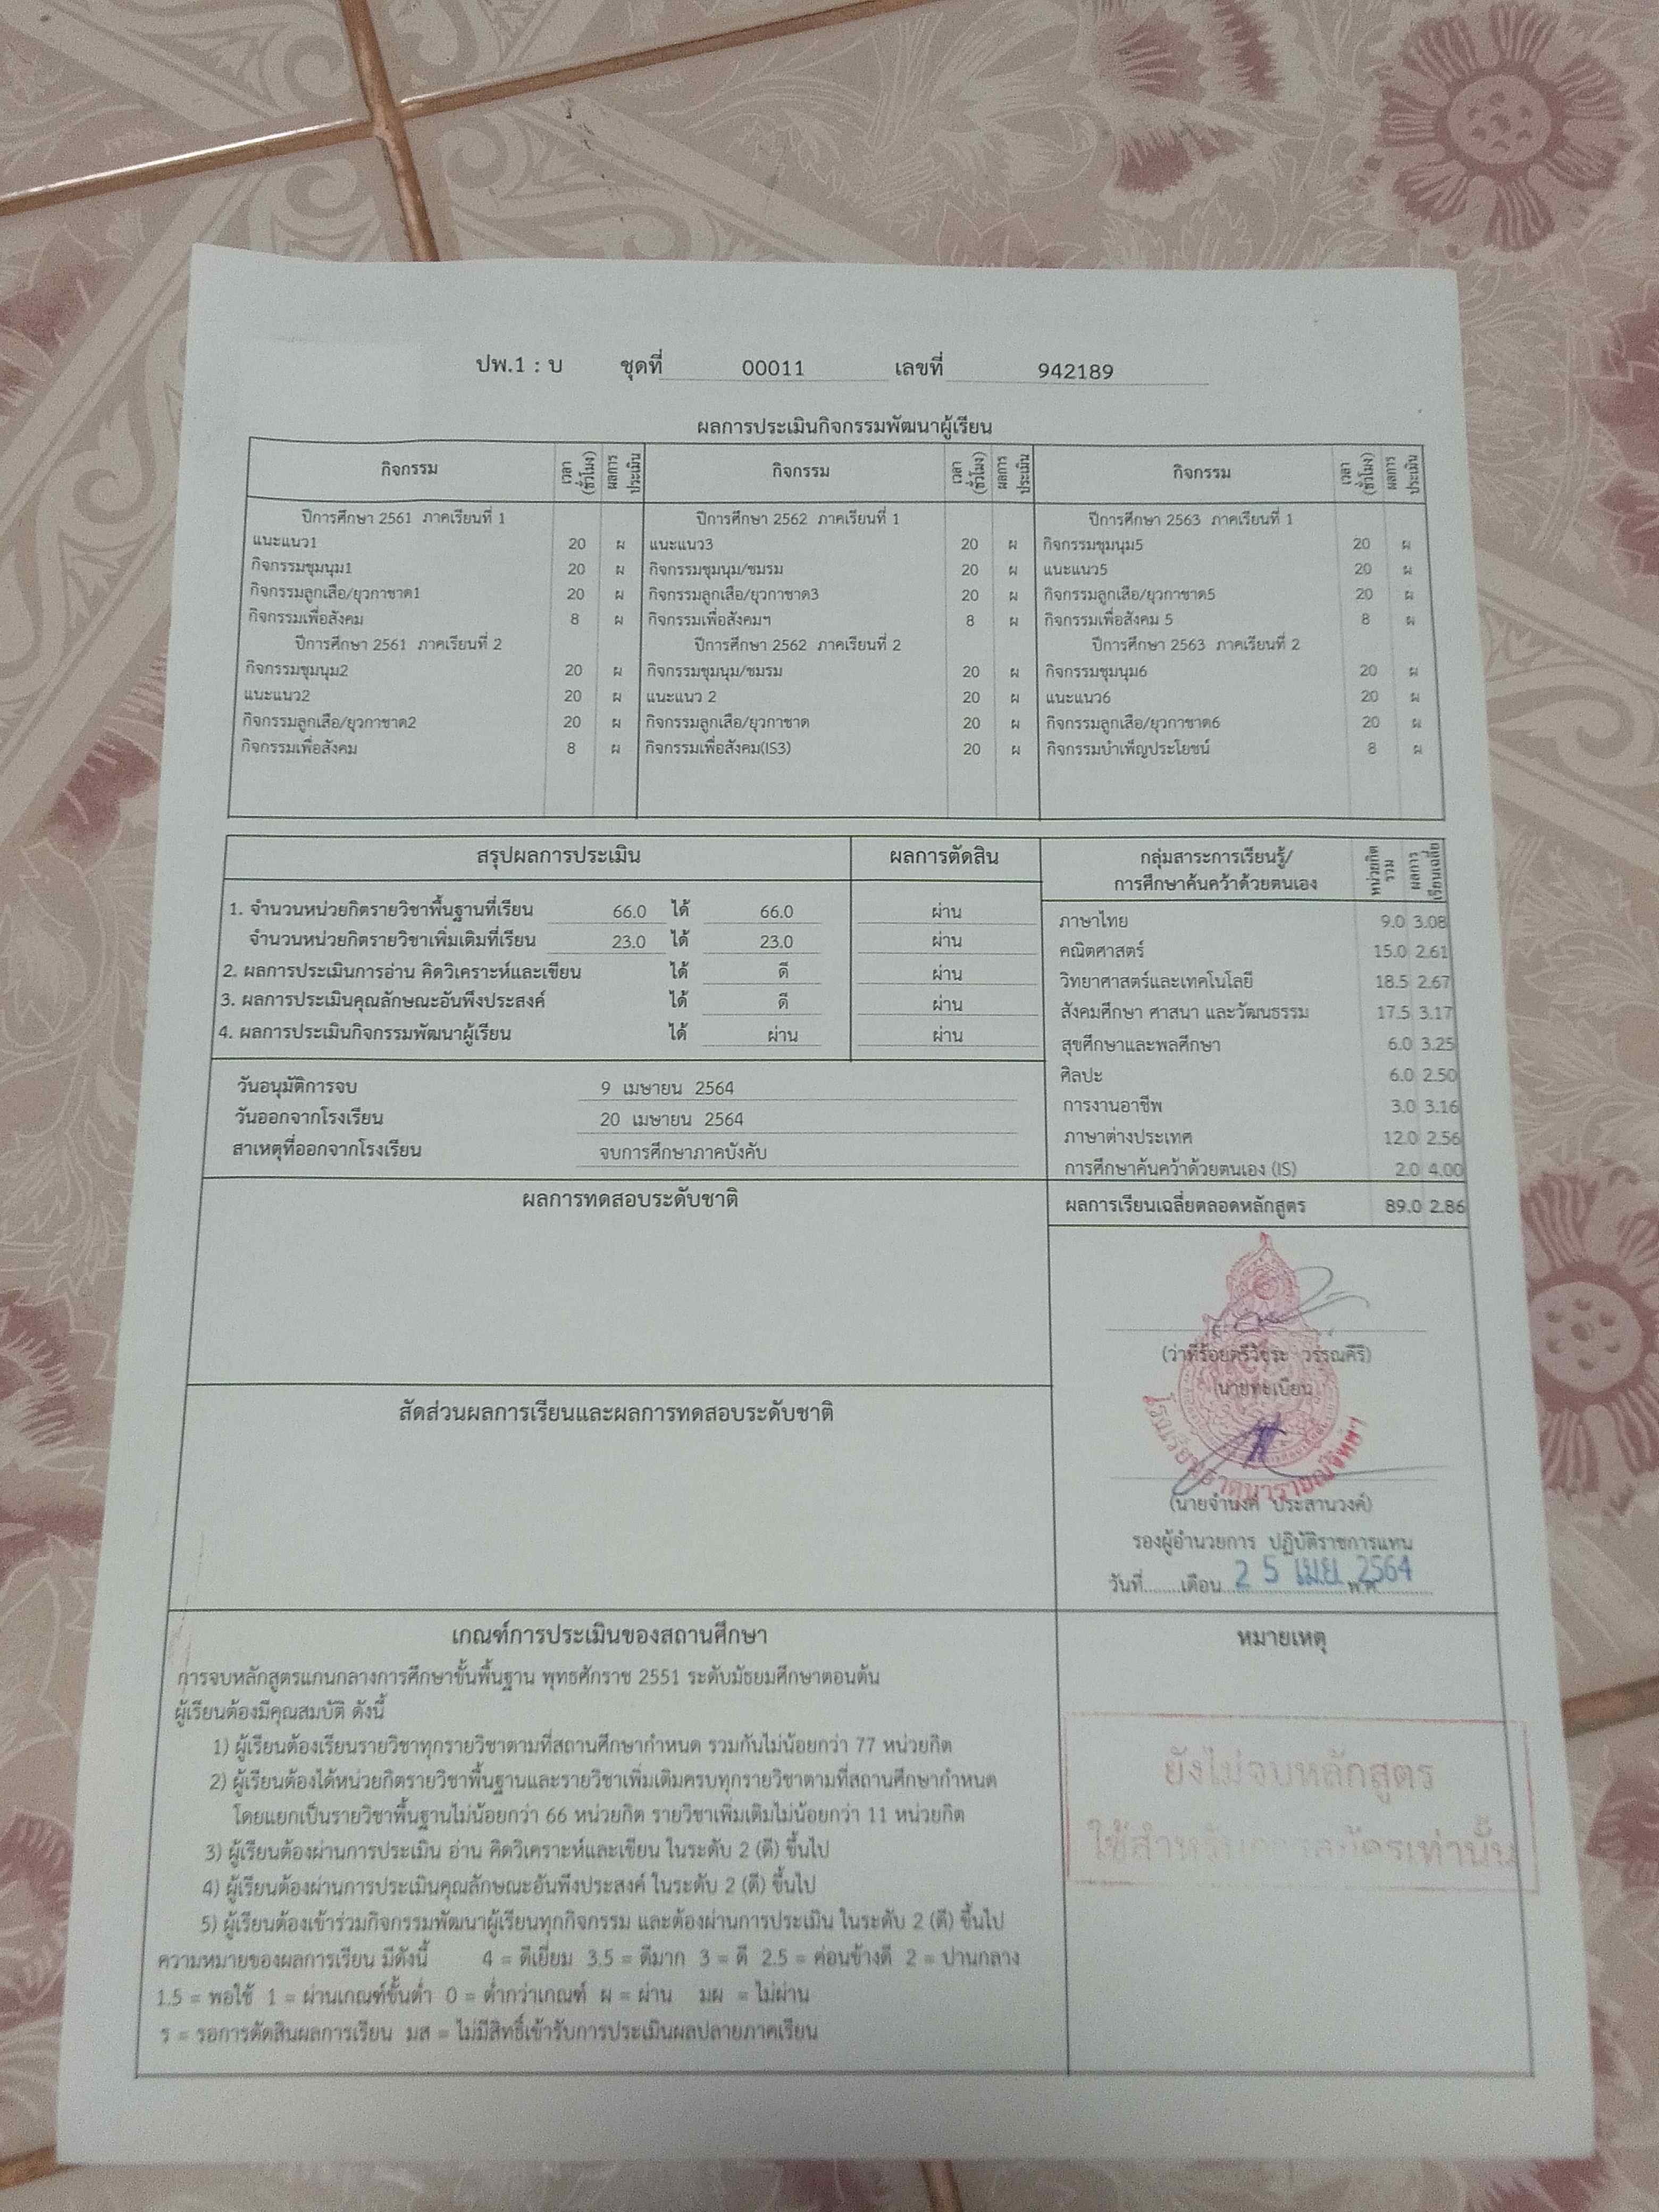 ปพ.1 : บ ชุดที่ 00011 เลขที่ 942189
ผลการประเมินกิจกรรมพัฒนาผู้เรียน
กิจกรรม เวลา (ชั่วโมง) ผลการประเมิน กิจกรรม เวลา (ชั่วโมง) ผลการประเมิน กิจกรรม เวลา (ชั่วโมง) ผลการประเมิน
ปีการศึกษา 2561 ภาคเรียนที่ 1 ปีการศึกษา 2562 ภาคเรียนที่ 1 ปีการศึกษา 2563 ภาคเรียนที่ 1
แนะแนว1 20 ผ แนะแนว3 20 ผ กิจกรรมชุมนุม5 20 ผ
กิจกรรมชุมนุม1 20 ผ กิจกรรมชุมนุม/ชมรม 20 ผ แนะแนว5 20 ผ
กิจกรรมลูกเสือ/ยุวกาชาด1 20 ผ กิจกรรมลูกเสือ/ยุวกาชาด3 20 ผ กิจกรรมลูกเสือ/ยุวกาชาด5 20 ผ
กิจกรรมเพื่อสังคม 8 ผ กิจกรรมเพื่อสังคมฯ 8 ผ กิจกรรมเพื่อสังคม 5 8 ผ
ปีการศึกษา 2561 ภาคเรียนที่ 2 ปีการศึกษา 2562 ภาคเรียนที่ 2 ปีการศึกษา 2563 ภาคเรียนที่ 2
กิจกรรมชุมนุม2 20 ผ กิจกรรมชุมนุม/ชมรม 20 ผ กิจกรรมชุมนุม6 20 ผ
แนะแนว2 20 ผ แนะแนว 2 20 ผ แนะแนว6 20 ผ
กิจกรรมลูกเสือ/ยุวกาชาด2 20 ผ กิจกรรมลูกเสือ/ยุวกาชาด 20 ผ กิจกรรมลูกเสือ/ยุวกาชาด6 20 ผ
กิจกรรมเพื่อสังคม 8 ผ กิจกรรมเพื่อสังคม(IS3) 20 ผ กิจกรรมบำเพ็ญประโยชน์ 8 ผ
สรุปผลการประเมิน ผลการตัดสิน
1. จำนวนหน่วยกิตรายวิชาพื้นฐานที่เรียน 66.0 ได้ 66.0 ผ่าน
จำนวนหน่วยกิตรายวิชาเพิ่มเติมที่เรียน 23.0 ได้ 23.0 ผ่าน
2. ผลการประเมินการอ่าน คิดวิเคราะห์และเขียน ได้ ดี ผ่าน
3. ผลการประเมินคุณลักษณะอันพึงประสงค์ ได้ ดี ผ่าน
4. ผลการประเมินกิจกรรมพัฒนาผู้เรียน ได้ ผ่าน ผ่าน
วันอนุมัติการจบ 9 เมษายน 2564
วันออกจากโรงเรียน 20 เมษายน 2564
สาเหตุที่ออกจากโรงเรียน จบการศึกษาภาคบังคับ
กลุ่มสาระการเรียนรู้/
การศึกษาค้นคว้าด้วยตนเอง หน่วยกิตรวม ผลการเรียนเฉลี่ย
ภาษาไทย 9.0 3.08
คณิตศาสตร์ 15.0 2.61
วิทยาศาสตร์และเทคโนโลยี 18.5 2.67
สังคมศึกษา ศาสนา และวัฒนธรรม 17.5 3.17
สุขศึกษาและพลศึกษา 6.0 3.25
ศิลปะ 6.0 2.50
การงานอาชีพ 3.0 3.16
ภาษาต่างประเทศ 12.0 2.56
การศึกษาค้นคว้าด้วยตนเอง (IS) 2.0 4.00
ผลการเรียนเฉลี่ยตลอดหลักสูตร 89.0 2.86
ผลการทดสอบระดับชาติ
สัดส่วนผลการเรียนและผลการทดสอบระดับชาติ
(ว่าที่ร้อยตรีวัชระ วรรณคีรี)
(นายทะเบียน)
(นายจำนงค์ ประสานวงค์)
รองผู้อำนวยการ ปฏิบัติราชการแทน
วันที่.......เดือน 25 เม.ย. พ.ศ. 2564
เกณฑ์การประเมินของสถานศึกษา
การจบหลักสูตรแกนกลางการศึกษาขั้นพื้นฐาน พุทธศักราช 2551 ระดับมัธยมศึกษาตอนต้น
ผู้เรียนต้องมีคุณสมบัติ ดังนี้
1) ผู้เรียนต้องเรียนรายวิชาทุกรายวิชาตามที่สถานศึกษากำหนด รวมกันไม่น้อยกว่า 77 หน่วยกิต
2) ผู้เรียนต้องได้หน่วยกิตรายวิชาพื้นฐานและรายวิชาเพิ่มเติมครบทุกรายวิชาตามที่สถานศึกษากำหนด
โดยแยกเป็นรายวิชาพื้นฐานไม่น้อยกว่า 66 หน่วยกิต รายวิชาเพิ่มเติมไม่น้อยกว่า 11 หน่วยกิต
3) ผู้เรียนต้องผ่านการประเมิน อ่าน คิดวิเคราะห์และเขียน ในระดับ 2 (ดี) ขึ้นไป
4) ผู้เรียนต้องผ่านการประเมินคุณลักษณะอันพึงประสงค์ ในระดับ 2 (ดี) ขึ้นไป
5) ผู้เรียนต้องเข้าร่วมกิจกรรมพัฒนาผู้เรียนทุกกิจกรรม และต้องผ่านการประเมิน ในระดับ 2 (ดี) ขึ้นไป
ความหมายของผลการเรียน มีดังนี้ 4 = ดีเยี่ยม 3.5 = ดีมาก 3 = ดี 2.5 = ค่อนข้างดี 2 = ปานกลาง
1.5 = พอใช้ 1 = ผ่านเกณฑ์ขั้นต่ำ 0 = ต่ำกว่าเกณฑ์ ผ = ผ่าน มผ = ไม่ผ่าน
ร = รอการตัดสินผลการเรียน มส = ไม่มีสิทธิ์เข้ารับการประเมินผลปลายภาคเรียน
หมายเหตุ
ยังไม่จบหลักสูตร
ใช้สำหรับ สมัครเท่านั้น